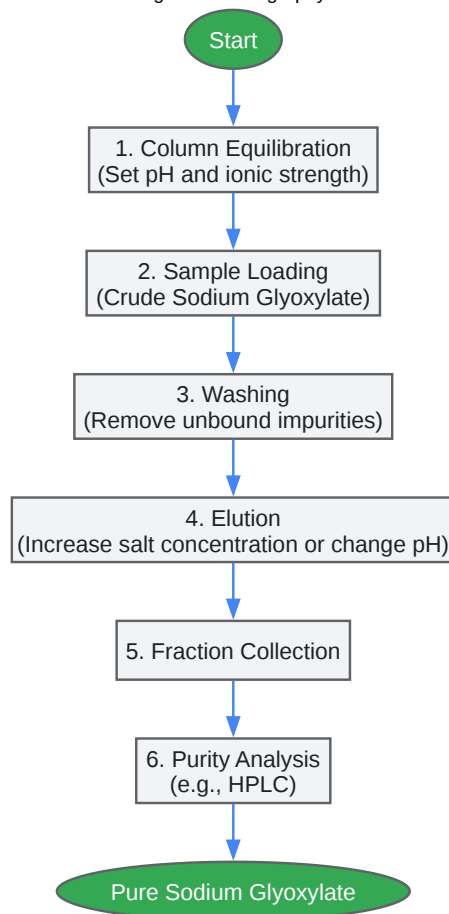 Start
1. Column Equilibration
(Set pH and ionic strength)
2. Sample Loading
(Crude Sodium Glyoxylate)
3. Washing
(Remove unbound impurities)
4. Elution
(Increase salt concentration or change pH)
5. Fraction Collection
6. Purity Analysis
(e.g., HPLC)
Pure Sodium Glyoxylate